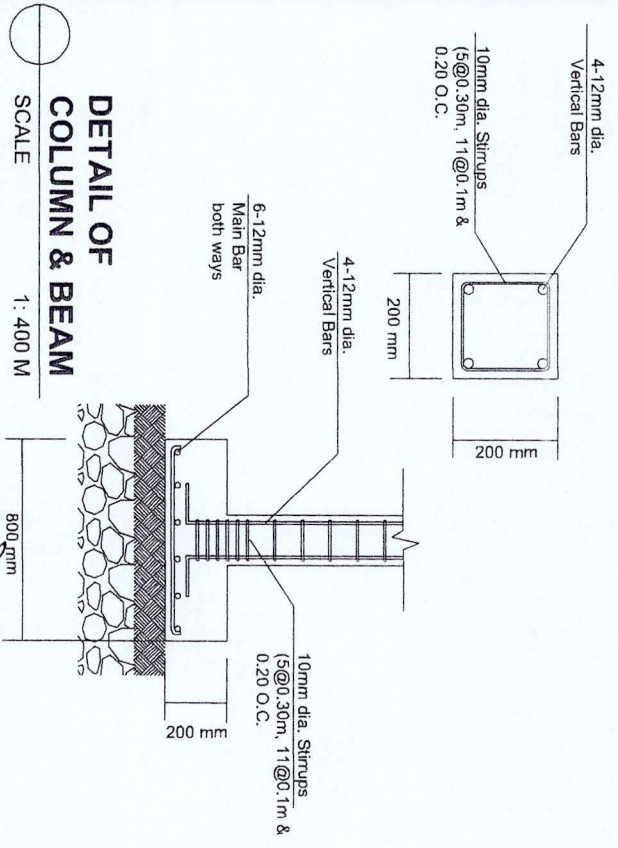 4-12mm dia.
Vertical Bars
10mm dia. Stirrups
(5@0.30m, 11@0.1m &
0.20 O.C.
200 mm
200 mm
4-12mm dia.
Vertical Bars
6-12mm dia.
Main Bar
both ways
10mm dia. Stirrups
(5@0.30m, 11@0.1m &
0.20 O.C.
200 mm
800 mm
DETAIL OF
COLUMN & BEAM
SCALE 1: 400 M